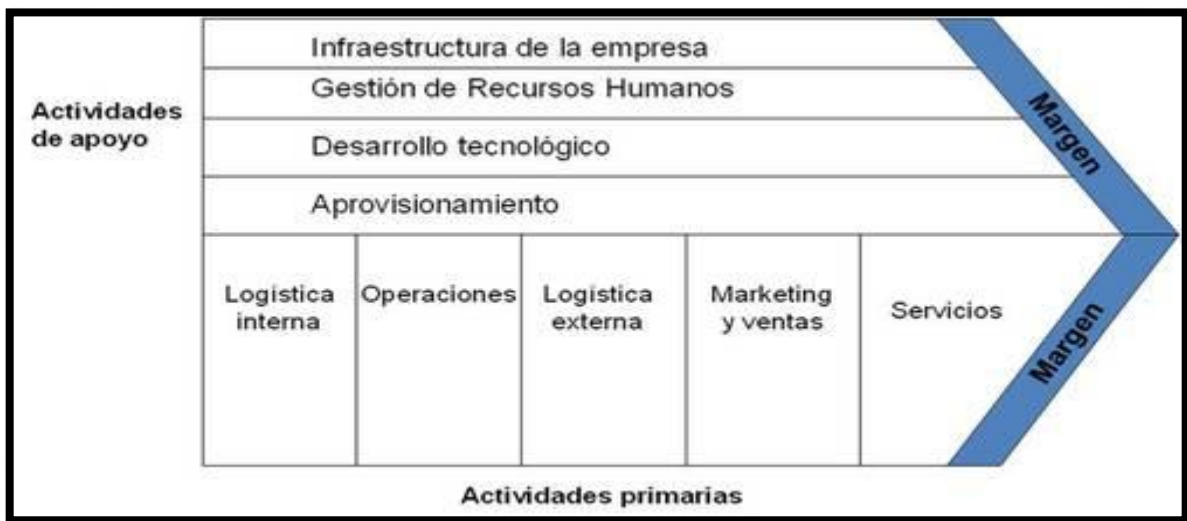 Infraestructura de la empresa
Gestión de Recursos Humanos
Actividades
de apoyo
Desarrollo tecnológico
Aprovisionamiento
Margen
Logística
interna
Operaciones
Logística
externa
Marketing
y ventas
Servicios
Margen
Actividades primarias